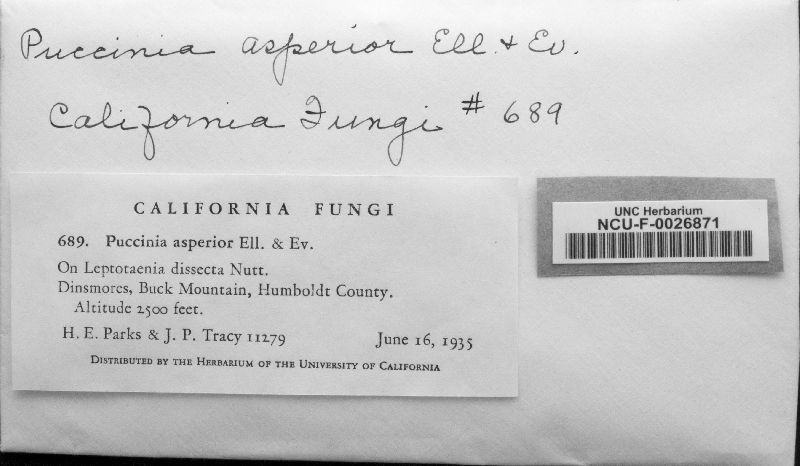 Puccinia asperior Ell. & Ev.
California Fungi # 689
CALIFORNIA FUNGI
689. Puccinia asperior Ell. & Ev.
On Leptotaenia dissecta Nutt.
Dinsmores, Buck Mountain, Humboldt County.
Altitude 2500 feet.
H. E. Parks & J. P. Tracy 11279 June 16, 1935
Distributed by the Herbarium of the University of California
UNC Herbarium
NCU-F-0026871